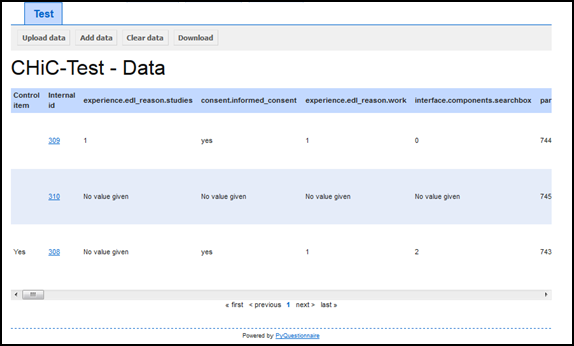 Test
Upload data Add data Clear data Download
CHiC-Test - Data
Control item Internal id experience.edl_reason.studies consent.informed_consent experience.edl_reason.work interface.components.searchbox par
309 1 yes 1 0 744
310 No value given No value given No value given No value given 745
Yes 308 No value given yes 1 2 743
« first < previous 1 next > last »
Powered by PyQuestionnaire